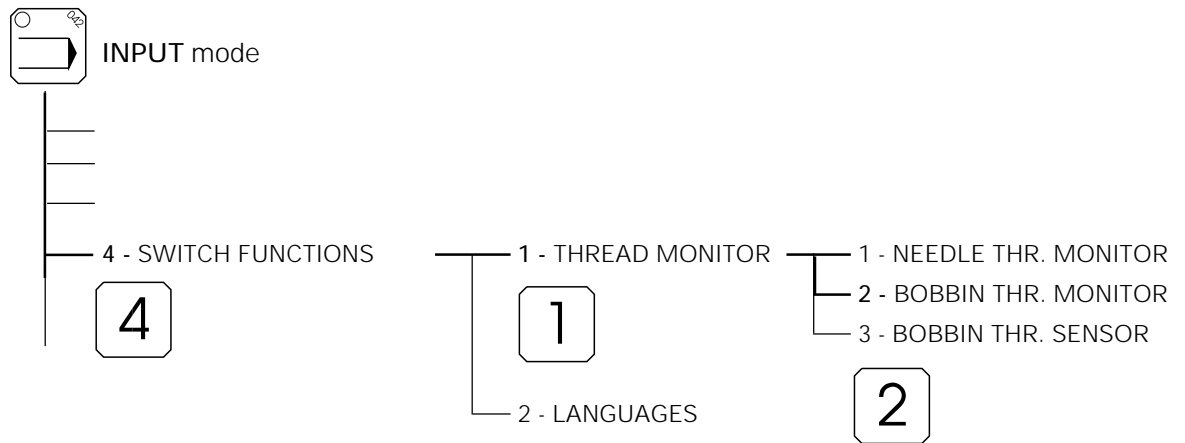 042
INPUT mode
4 - SWITCH FUNCTIONS
1 - THREAD MONITOR
1 - NEEDLE THR. MONITOR
2 - BOBBIN THR. MONITOR
3 - BOBBIN THR. SENSOR
4
1
2 - LANGUAGES
2